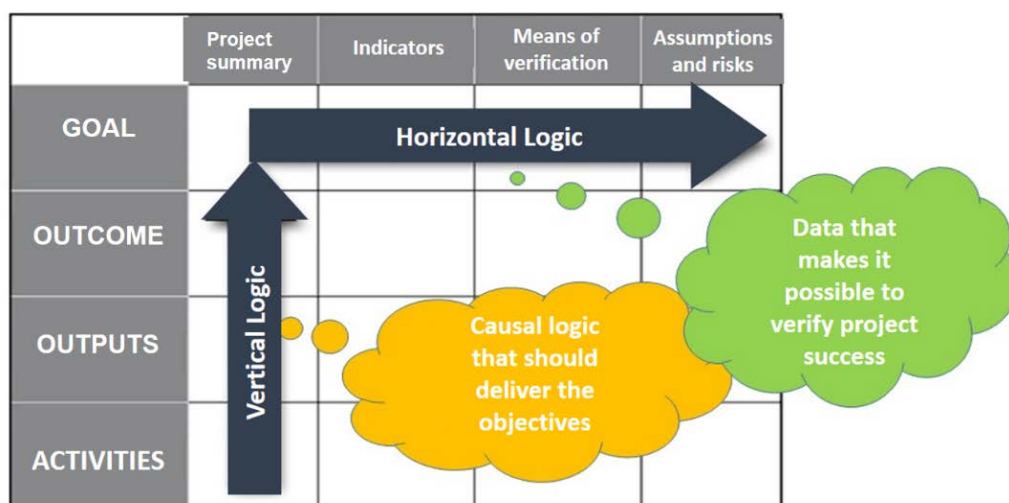 Project
summary
Indicators
Means of
verification
Assumptions
and risks
GOAL
Horizontal Logic
OUTCOME
Data that
makes it
possible to
verify project
success
Vertical Logic
OUTPUTS
Causal logic
that should
deliver the
objectives
ACTIVITIES